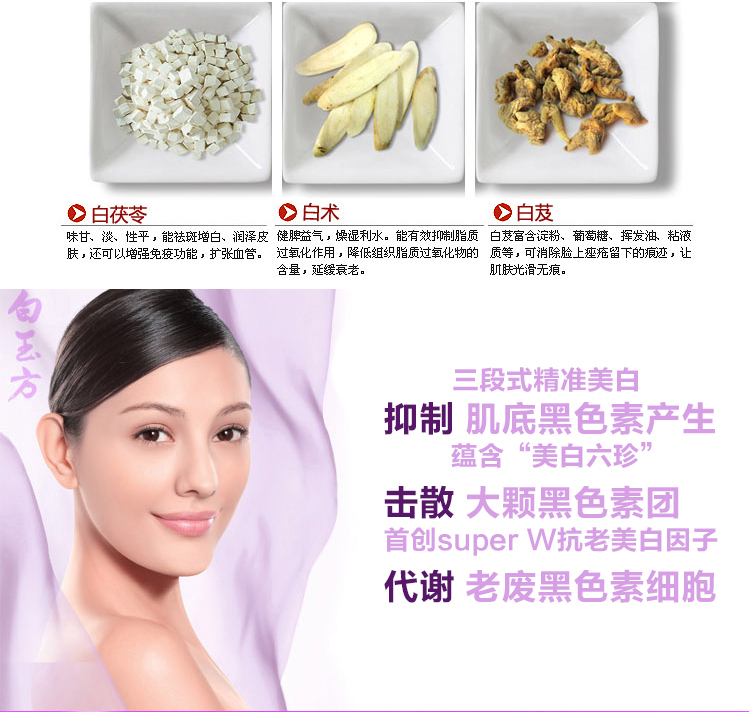 白茯苓
味甘、淡、性平，能祛斑增白、润泽皮
肤，还可以增强免疫功能，扩张血管。
白术
健脾益气，燥湿利水。能有效抑制脂质
过氧化作用，降低组织脂质过氧化物的
含量，延缓衰老。
白芨
白芨富含淀粉、葡萄糖、挥发油、粘液
质等，可消除脸上痤疮留下的痕迹，让
肌肤光滑无痕。
玉
方
三段式精准美白
抑制 肌底黑色素产生
蕴含“美白六珍”
击散 大颗黑色素团
首创super W抗老美白因子
代谢 老废黑色素细胞